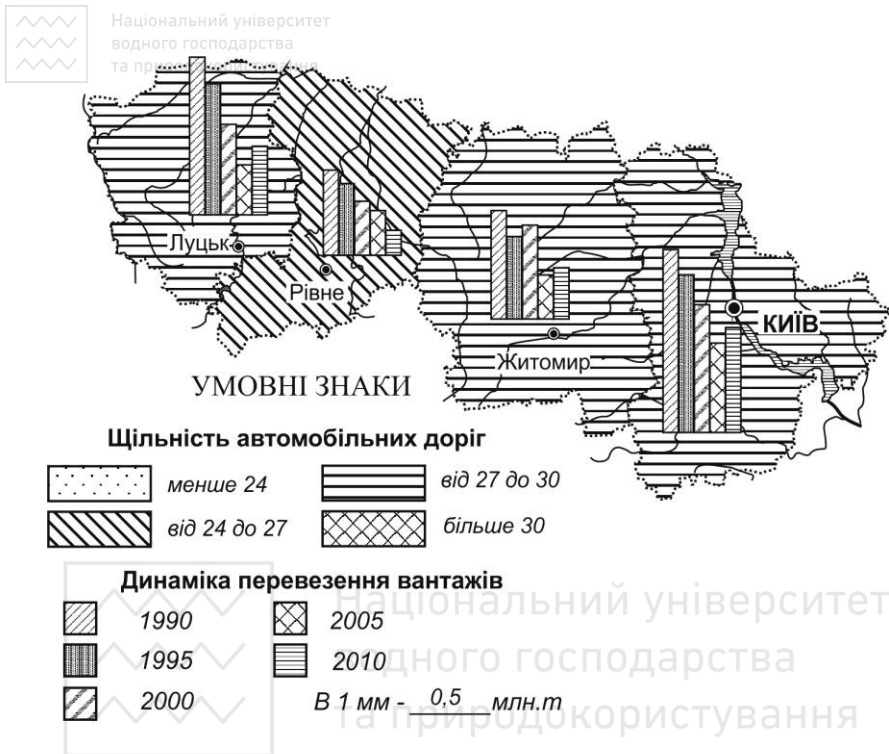 Національний університет
водного господарства
та природокористування
Луцьк
Рівне
КИЇВ
Житомир
УМОВНІ ЗНАКИ
Щільність автомобільних доріг
менше 24
від 27 до 30
від 24 до 27
більше 30
Динаміка перевезення вантажів
1990
2005
1995
2010
2000
В 1 мм - 0,5 млн.т
Національний університет
водного господарства
та природокористування